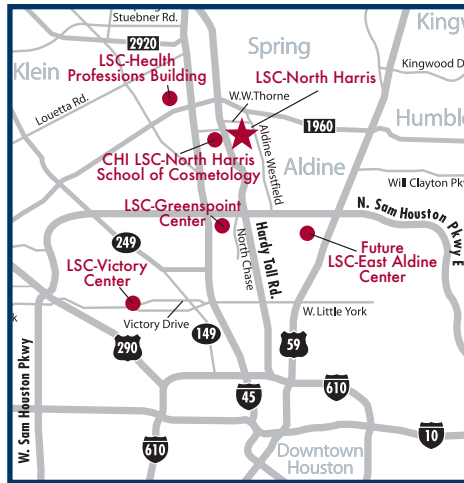 Stuebner Rd.
2920
Spring
Kingw
Klein
LSC-Health
Professions Building
LSC-North Harris
Kingwood D
Louetta Rd.
W.W.Thorne
1960
Humble
CHI LSC-North Harris
School of Cosmetology
Aldine Westfield
Aldine
Will Clayton Pk
LSC-Greenspoint
Center
N. Sam Houston Pkwy E
249
North Chase
Hardy Toll Rd.
Future
LSC-East Aldine
Center
LSC-Victory
Center
k
Victory Drive
W. Little York
W. Sam Houston Pkwy
290
149
59
45
610
610
10
Downtown
Houston